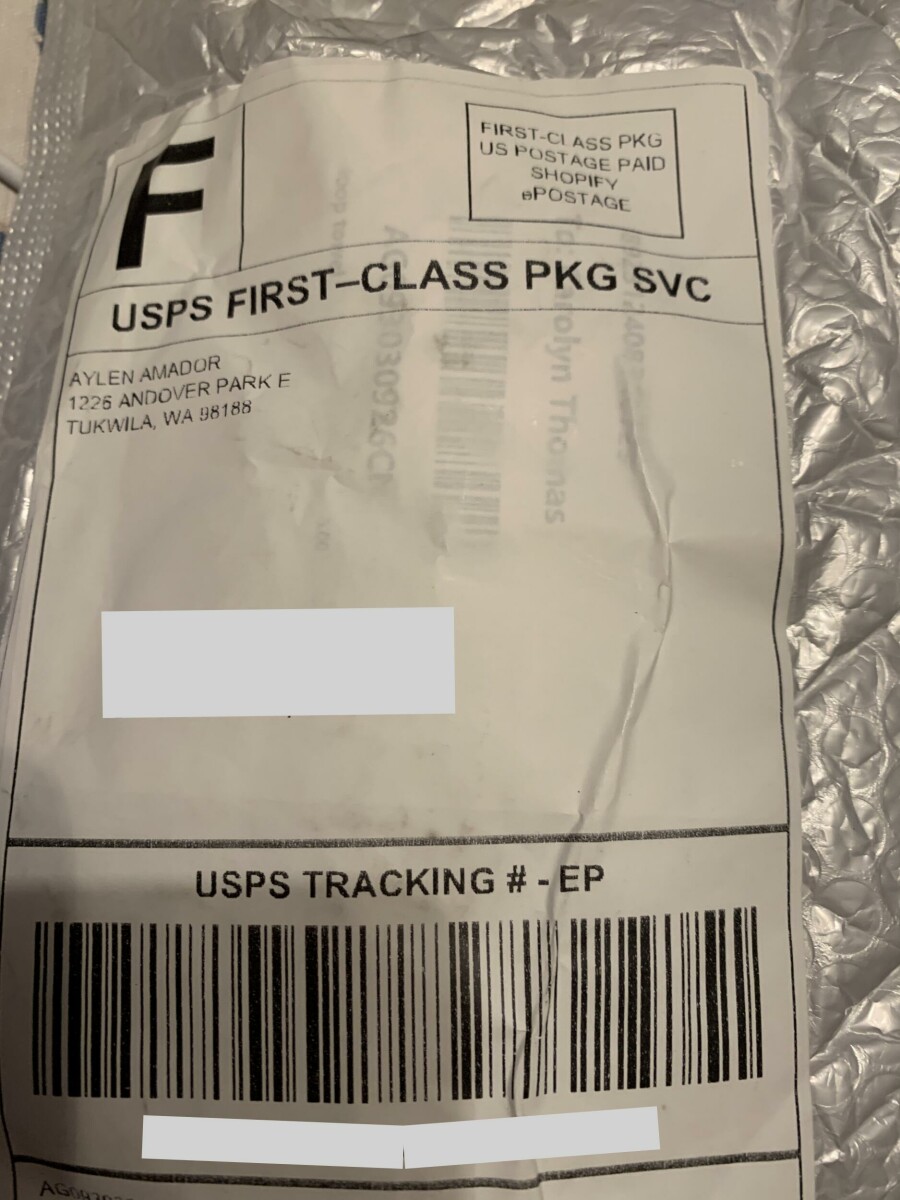 F
FIRST-CLASS PKG
US POSTAGE PAID
SHOPIFY
ePOSTAGE
USPS FIRST-CLASS PKG SVC
AYLEN AMADOR
1226 ANDOVER PARK E
TUKWILA, WA 98188
Thomas
USPS TRACKING # - EP